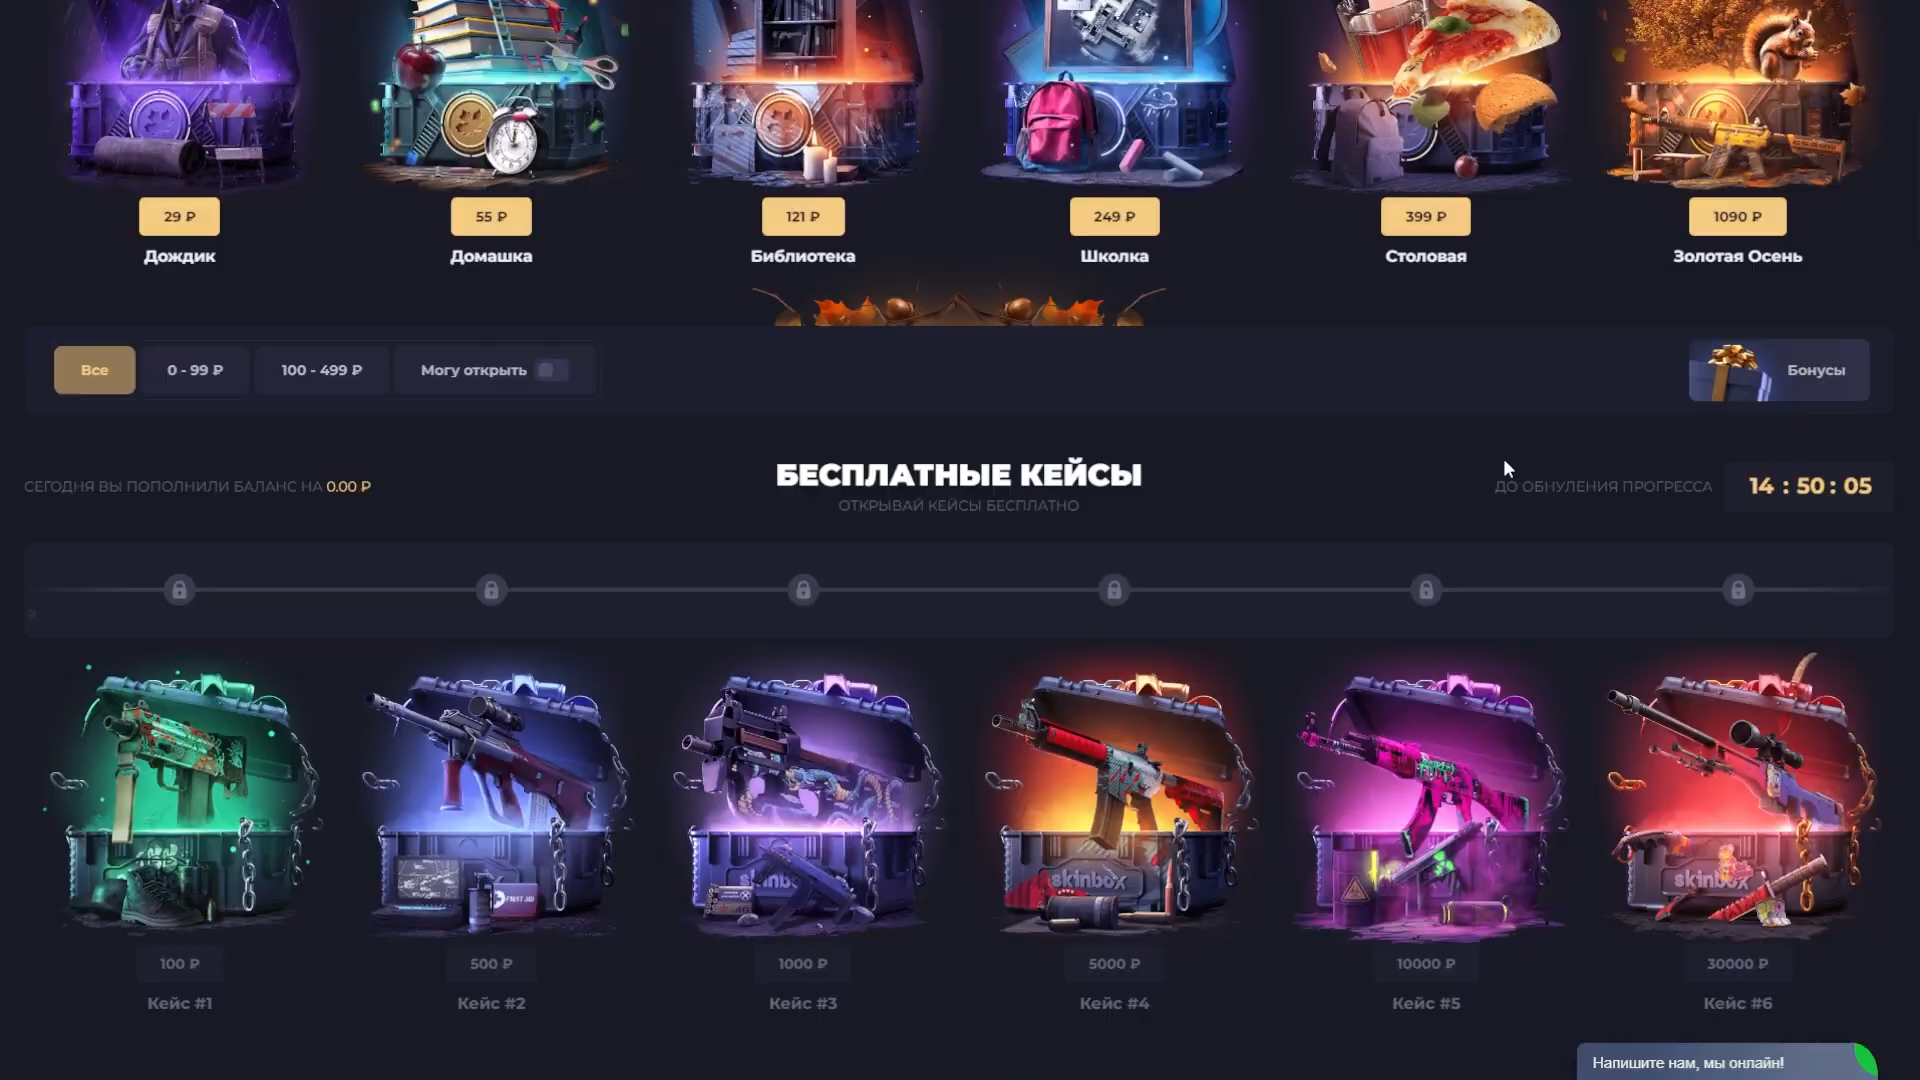 29 ₽
55 ₽
121 ₽
249 ₽
399 ₽
1090 ₽
Дождик
Домашка
Библиотека
Школка
Столовая
Золотая Осень
Все
0 - 99 ₽
100 - 499 ₽
Могу открыть
Бонусы
СЕГОДНЯ ВЫ ПОПОЛНИЛИ БАЛАНС НА 0.00 ₽
БЕСПЛАТНЫЕ КЕЙСЫ
ОТКРЫВАЙ КЕЙСЫ БЕСПЛАТНО
ДО ОБНУЛЕНИЯ ПРОГРЕССА
14 : 50 : 05
skinbox
skinbox
100 ₽
500 ₽
1000 ₽
5000 ₽
10000 ₽
30000 ₽
Кейс #1
Кейс #2
Кейс #3
Кейс #4
Кейс #5
Кейс #6
Напишите нам, мы онлайн!